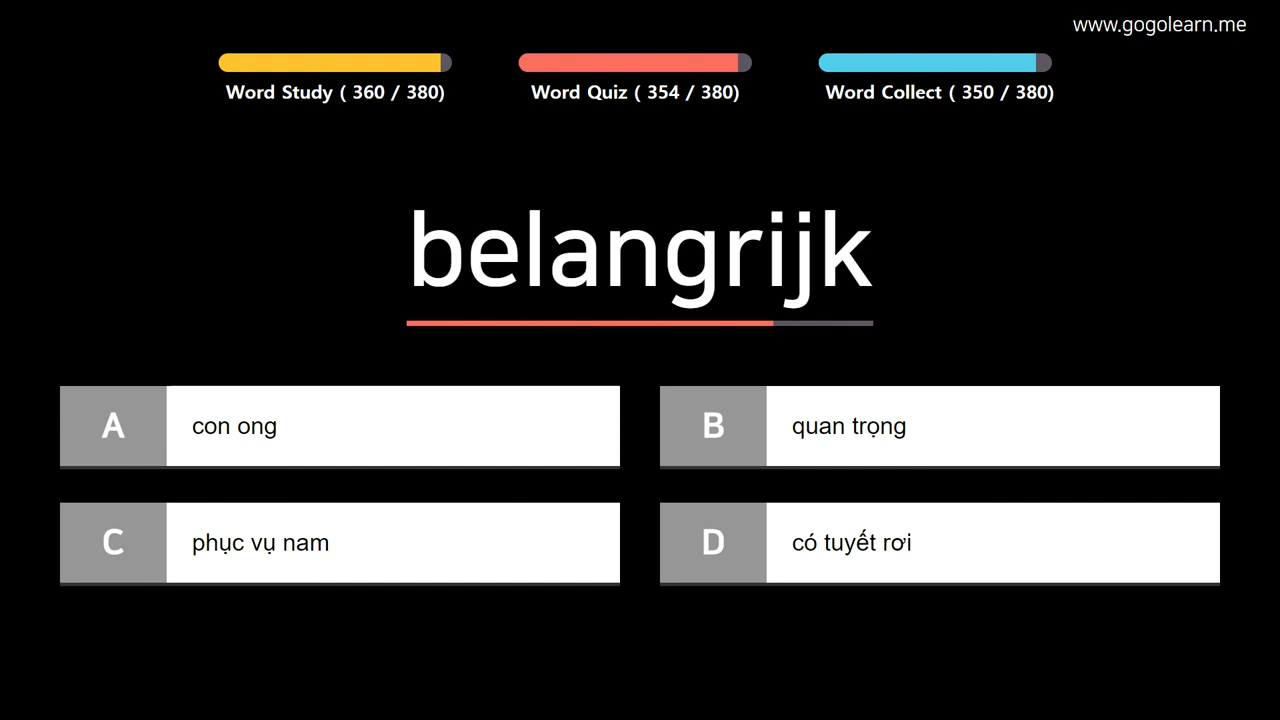 www.gogolearn.me
Word Study ( 360 / 380)
Word Quiz ( 354 / 380)
Word Collect ( 350 / 380)
belangrijk
A con ong
B quan trọng
C phục vụ nam
D có tuyết rơi